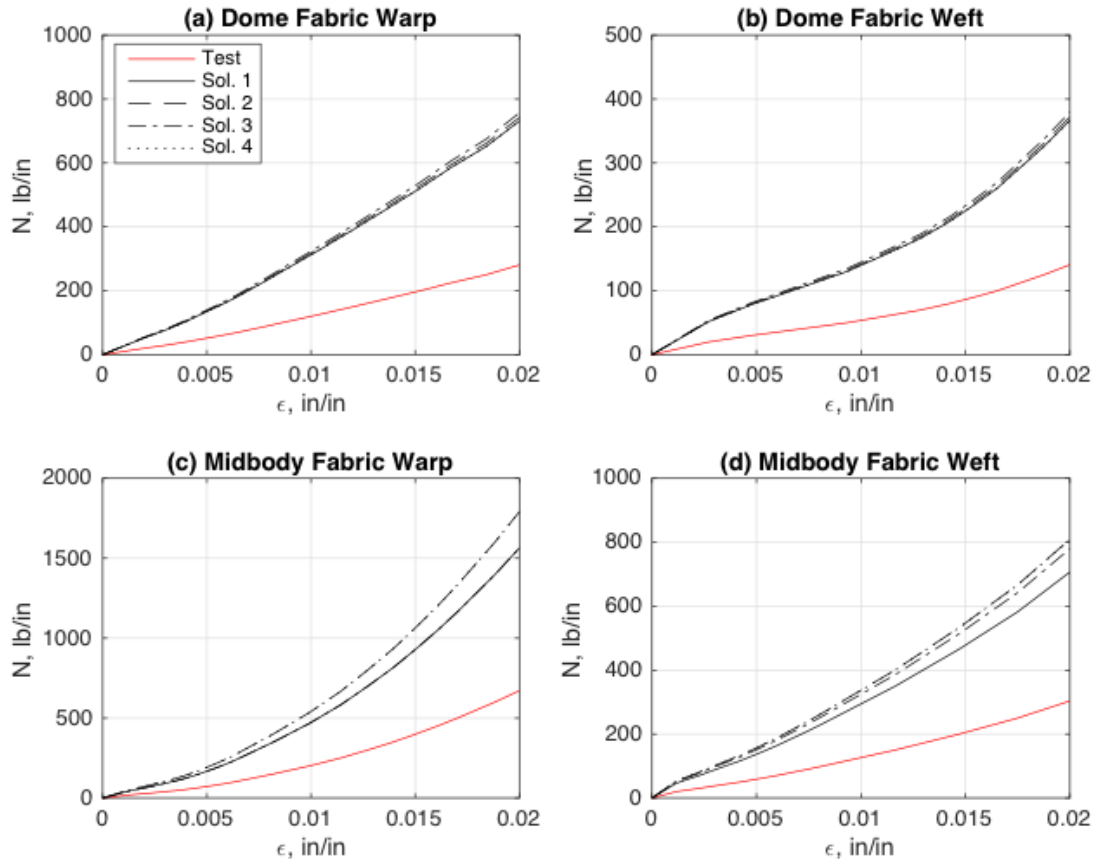 (a) Dome Fabric Warp
1000
800
600
400
200
0
N, lb/in
Test
Sol. 1
Sol. 2
Sol. 3
Sol. 4
0 0.005 0.01 0.015 0.02
ϵ, in/in
(b) Dome Fabric Weft
500
400
300
200
100
0
N, lb/in
0 0.005 0.01 0.015 0.02
ϵ, in/in
(c) Midbody Fabric Warp
2000
1500
1000
500
0
N, lb/in
0 0.005 0.01 0.015 0.02
ϵ, in/in
(d) Midbody Fabric Weft
1000
800
600
400
200
0
N, lb/in
0 0.005 0.01 0.015 0.02
ϵ, in/in